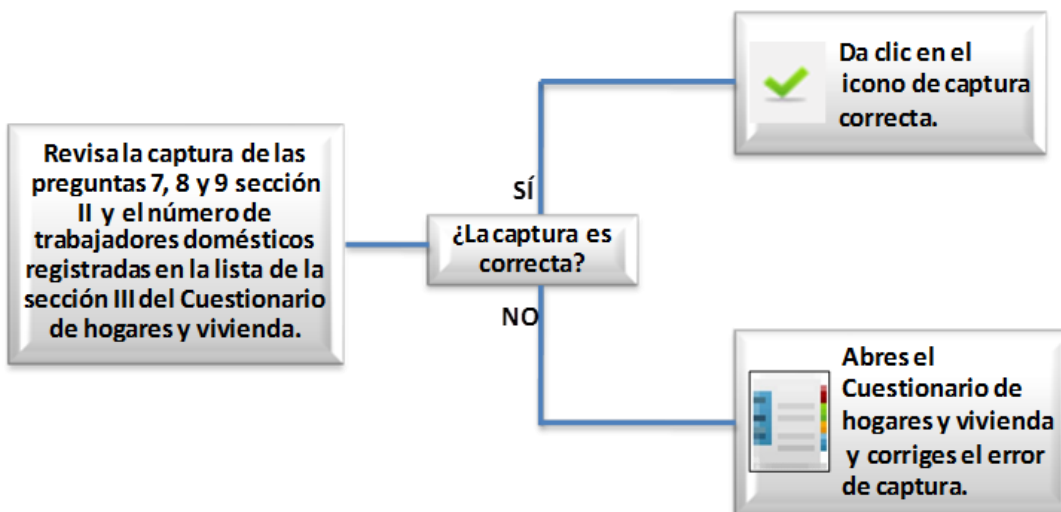 Revisa la captura de las
preguntas 7, 8 y 9 sección
II y el número de
trabajadores domésticos
registradas en la lista de la
sección III del Cuestionario
de hogares y vivienda.
SÍ
¿La captura es
correcta?
NO
Da clic en el
icono de captura
correcta.
Abres el
Cuestionario de
hogares y vivienda
y corriges el error
de captura.